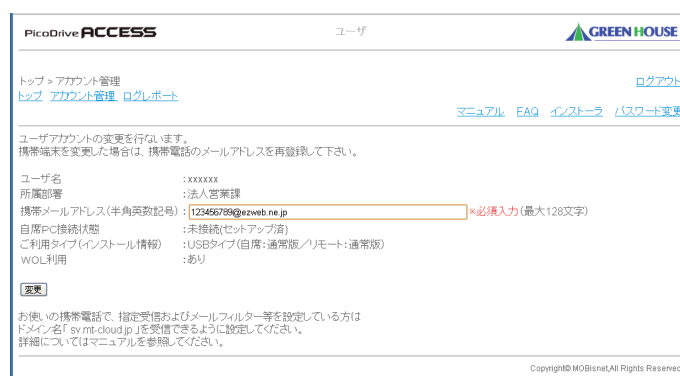 PicoDrive ACCESS
ユーザ
GREEN HOUSE
トップ > アカウント管理
ログアウト
トップ アカウント管理 ログレポート
マニュアル FAQ インストーラ パスワード変更
ユーザアカウントの変更を行ないます。
携帯端末を変更した場合は、携帯電話のメールアドレスを再登録して下さい。
ユーザ名 :xxxxxx
所属部署 :法人営業課
携帯メールアドレス(半角英数記号) : 123456789@ezweb.ne.jp ※必須入力(最大128文字)
自席PC接続状態 :未接続(セットアップ済)
ご利用タイプ(インストール情報) :USBタイプ(自席:通常版/リモート:通常版)
WOL利用 :あり
変更
お使いの携帯電話で、指定受信およびメールフィルター等を設定している方は
ドメイン名「 sv.mt-cloud.jp 」を受信できるように設定してください。
詳細についてはマニュアルを参照してください。
Copyright© MOBisnet,All Rights Reserved